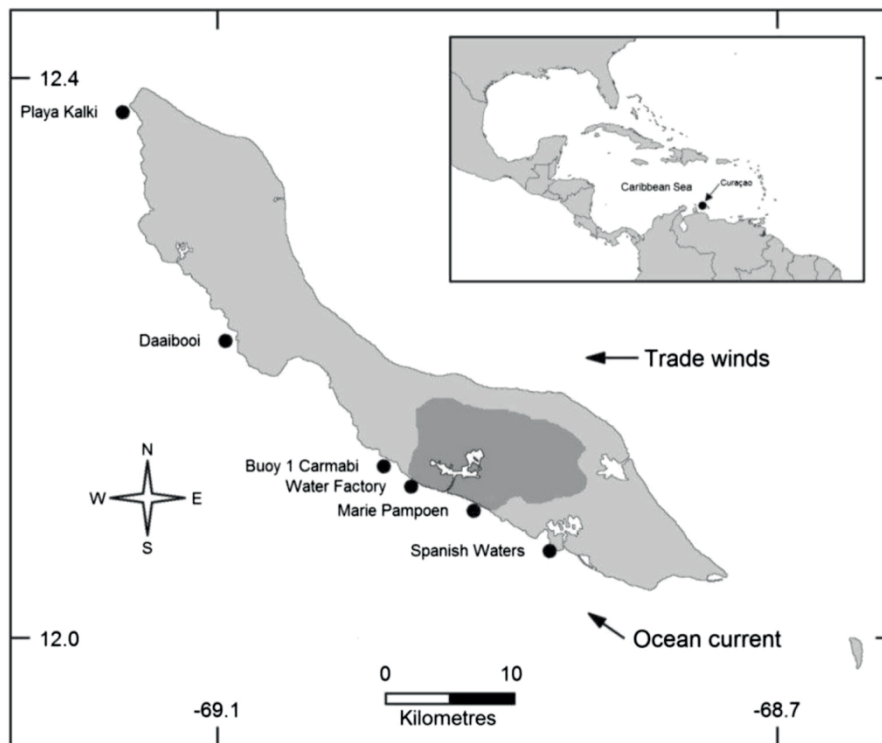 12.4
Playa Kalki
Caribbean Sea
Curaçao
Daaibooi
Trade winds
N
W
E
S
Buoy 1 Carmabi
Water Factory
Marie Pampoen
Spanish Waters
12.0
Ocean current
0
10
Kilometres
-69.1
-68.7